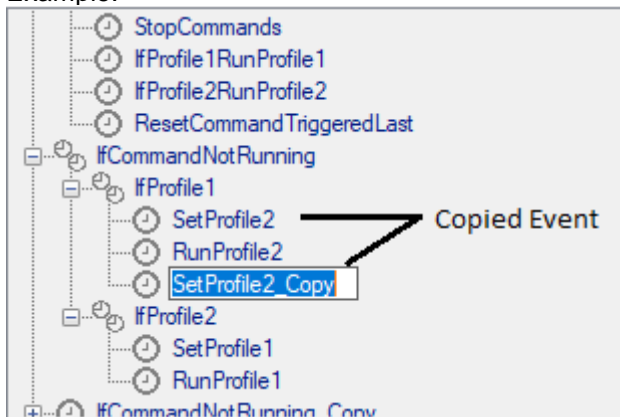 Example:
StopCommands
IfProfile1RunProfile1
IfProfile2RunProfile2
ResetCommandTriggeredLast
IfCommandNotRunning
IfProfile1
SetProfile2 Copied Event
RunProfile2
SetProfile2_Copy
IfProfile2
SetProfile1
RunProfile1
IfCommandNotRunning_Copy